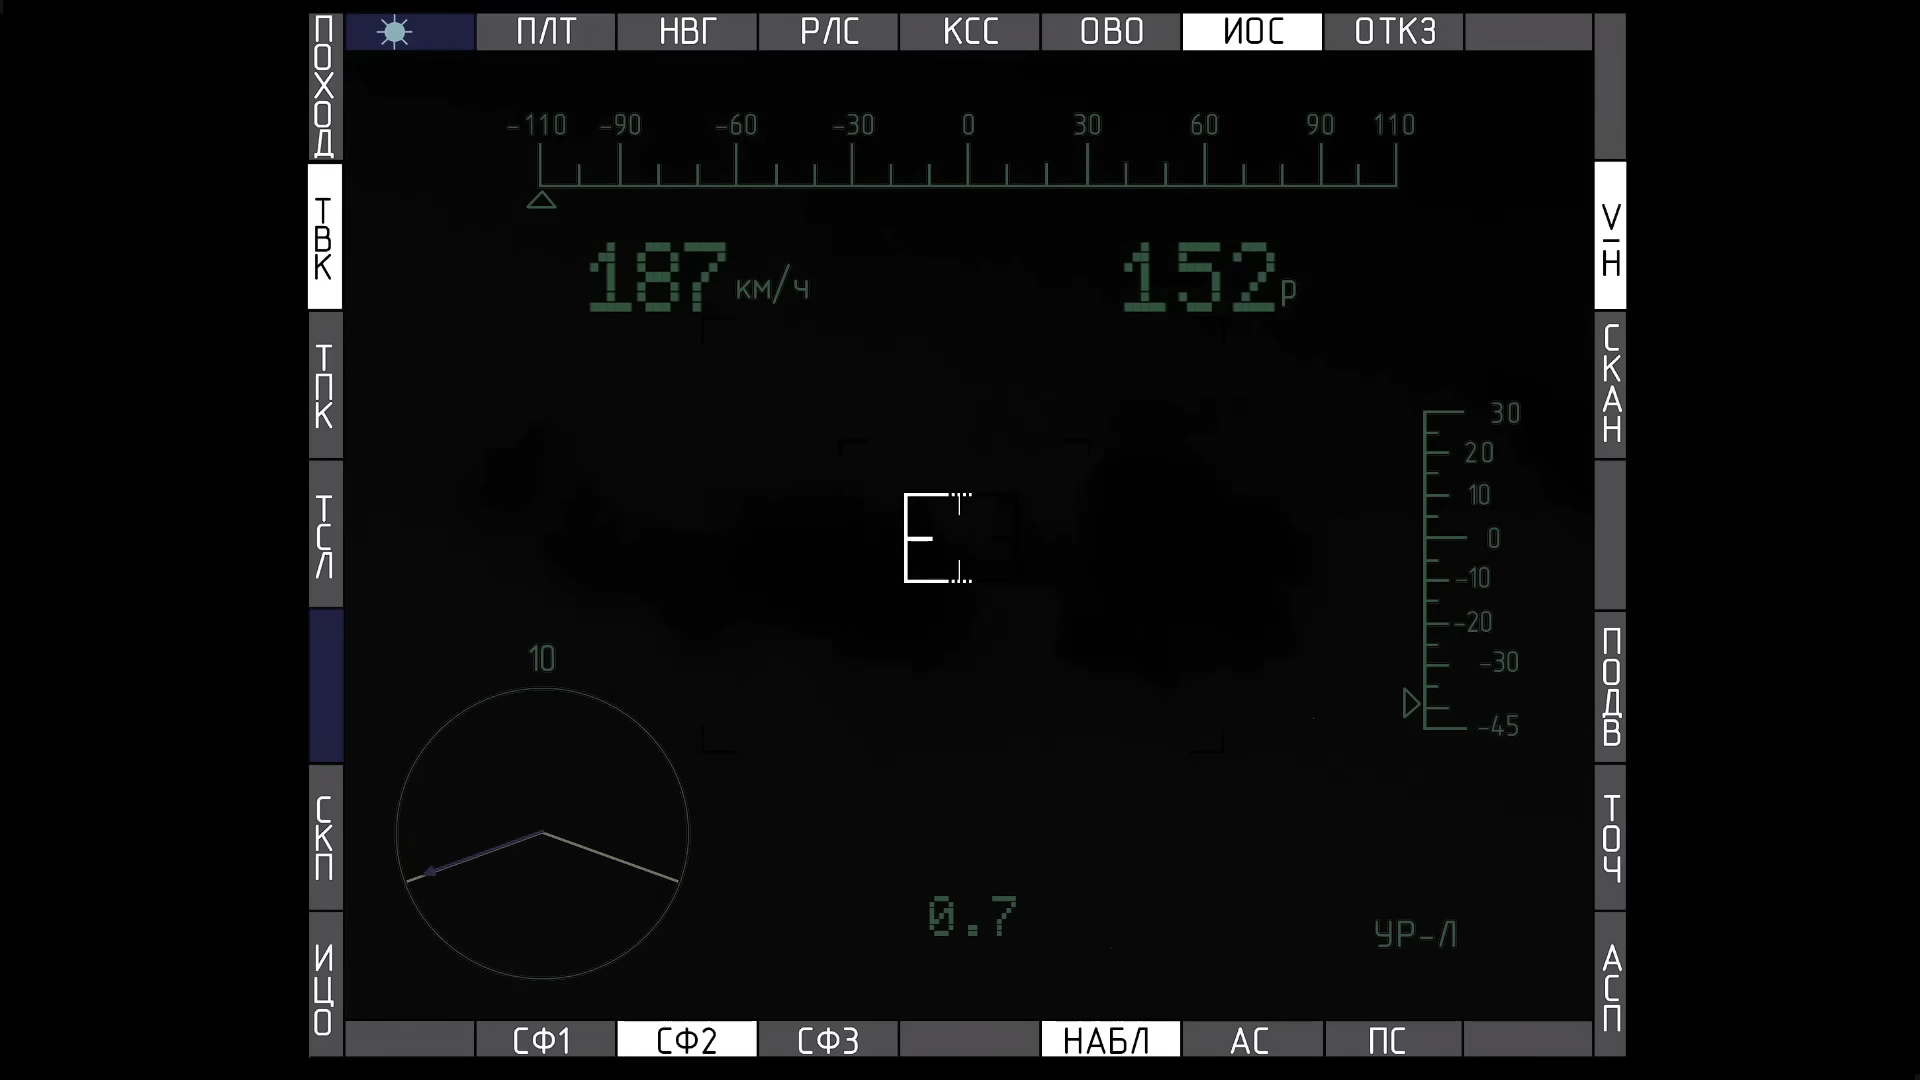 ПЛТ НВГ РЛС КСС ОВО ИОС ОТКЗ
ПОХОД
ТВК
ТПК
ТСЛ
СКП
ИЦО
-110 -90 -60 -30 0 30 60 90 110
187 км/ч
152 р
30
20
10
0
-10
-20
-30
-45
10
0.7
УР-Л
V
Н
СКАН
ПОДВ
ТОЧ
АСП
СФ1 СФ2 СФ3 НАБЛ АС ПС